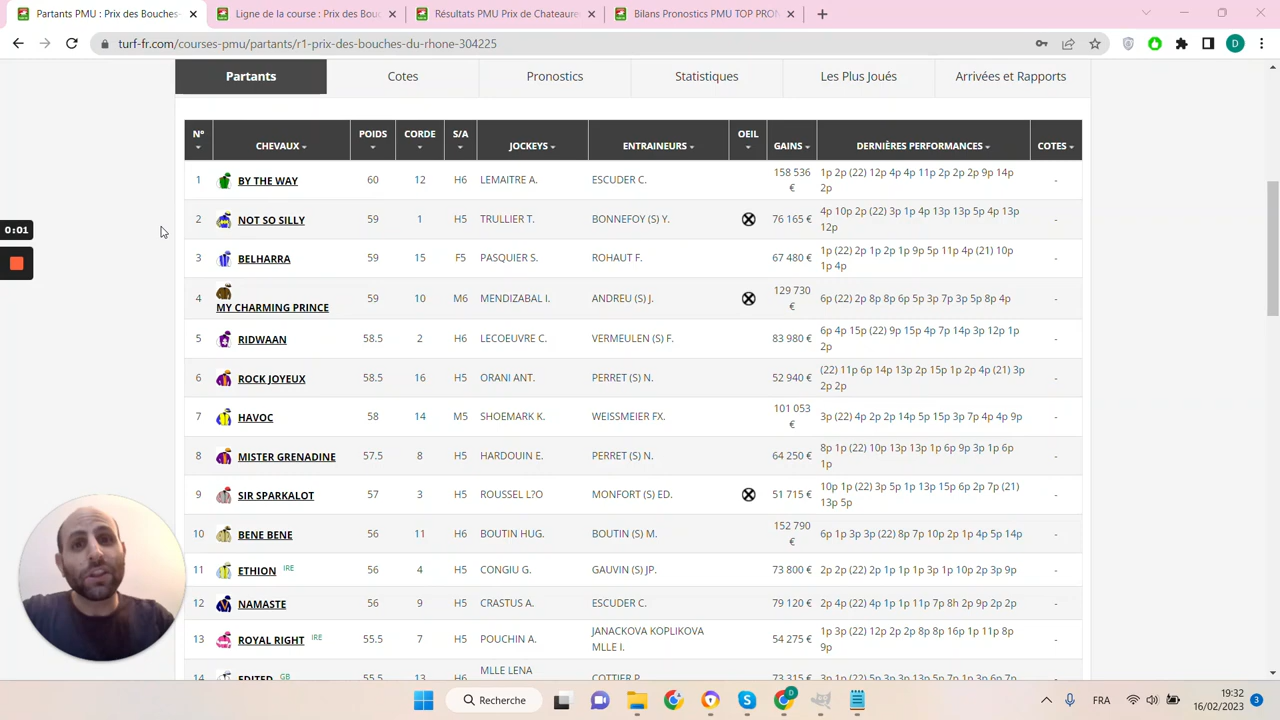 Partants : Prix des Bouches-
Ligne de la course : Prix des Bou
Résultats PMU Prix de Chateaure
Bilans Pronostics PMU TOP PRON
turf-fr.com/courses-pmu/partants/r1-prix-des-bouches-du-rhone-304225
D
Partants Cotes Pronostics Statistiques Les Plus Joués Arrivées et Rapports
N° CHEVAUX POIDS CORDE S/A JOCKEYS ENTRAINEURS OEIL GAINS DERNIÈRES PERFORMANCES COTES
1 BY THE WAY 60 12 H6 LEMAITRE A. ESCUDER C. 158 536 € 1p 2p (22) 12p 4p 4p 11p 2p 2p 2p 9p 14p 2p -
2 NOT SO SILLY 59 1 H5 TRULLIER T. BONNEFOY (S) Y. 76 165 € 4p 10p 2p (22) 3p 1p 4p 13p 13p 5p 4p 13p 12p -
3 BELHARRA 59 15 F5 PASQUIER S. ROHAUT F. 67 480 € 1p (22) 2p 1p 2p 1p 9p 5p 11p 4p (21) 10p 1p 4p -
4 MY CHARMING PRINCE 59 10 M6 MENDIZABAL I. ANDREU (S) J. 129 730 € 6p (22) 2p 8p 8p 6p 5p 3p 7p 3p 5p 8p 4p -
5 RIDWAAN 58.5 2 H6 LECOEUVRE C. VERMEULEN (S) F. 83 980 € 6p 4p 15p (22) 9p 15p 4p 7p 14p 3p 12p 1p 2p -
6 ROCK JOYEUX 58.5 16 H5 ORANI ANT. PERRET (S) N. 52 940 € (22) 11p 6p 14p 13p 2p 15p 1p 2p 4p (21) 3p 2p 2p -
7 HAVOC 58 14 M5 SHOEMARK K. WEISSMEIER FX. 101 053 € 3p (22) 4p 2p 2p 14p 5p 15p 3p 7p 4p 4p 9p -
8 MISTER GRENADINE 57.5 8 H5 HARDOUIN E. PERRET (S) N. 64 250 € 8p 1p (22) 10p 13p 13p 1p 6p 9p 3p 1p 6p 1p -
9 SIR SPARKALOT 57 3 H5 ROUSSEL L?O MONFORT (S) ED. 51 715 € 10p 1p (22) 3p 5p 1p 13p 15p 6p 2p 7p (21) 13p 5p -
10 BENE BENE 56 11 H6 BOUTIN HUG. BOUTIN (S) M. 152 790 € 6p 1p 3p 3p (22) 8p 7p 10p 2p 1p 4p 5p 14p -
11 ETHION IRE 56 4 H5 CONGIU G. GAUVIN (S) JP. 73 800 € 2p 2p (22) 2p 1p 1p 1p 3p 1p 10p 2p 3p 9p -
12 NAMASTE 56 9 H5 CRASTUS A. ESCUDER C. 79 120 € 2p 4p (22) 4p 1p 1p 11p 7p 8h 2p 9p 2p 2p -
13 ROYAL RIGHT IRE 55.5 7 H5 POUCHIN A. JANACKOVA KOPLIKOVA MLLE I. 54 275 € 1p 3p (22) 12p 2p 2p 8p 8p 16p 1p 11p 8p 9p -
14 EDITED GB 55.5 13 H5 MLLE LENA COTTIER P. 73 315 €
0:01
Recherche
FRA
19:32
16/02/2023
3